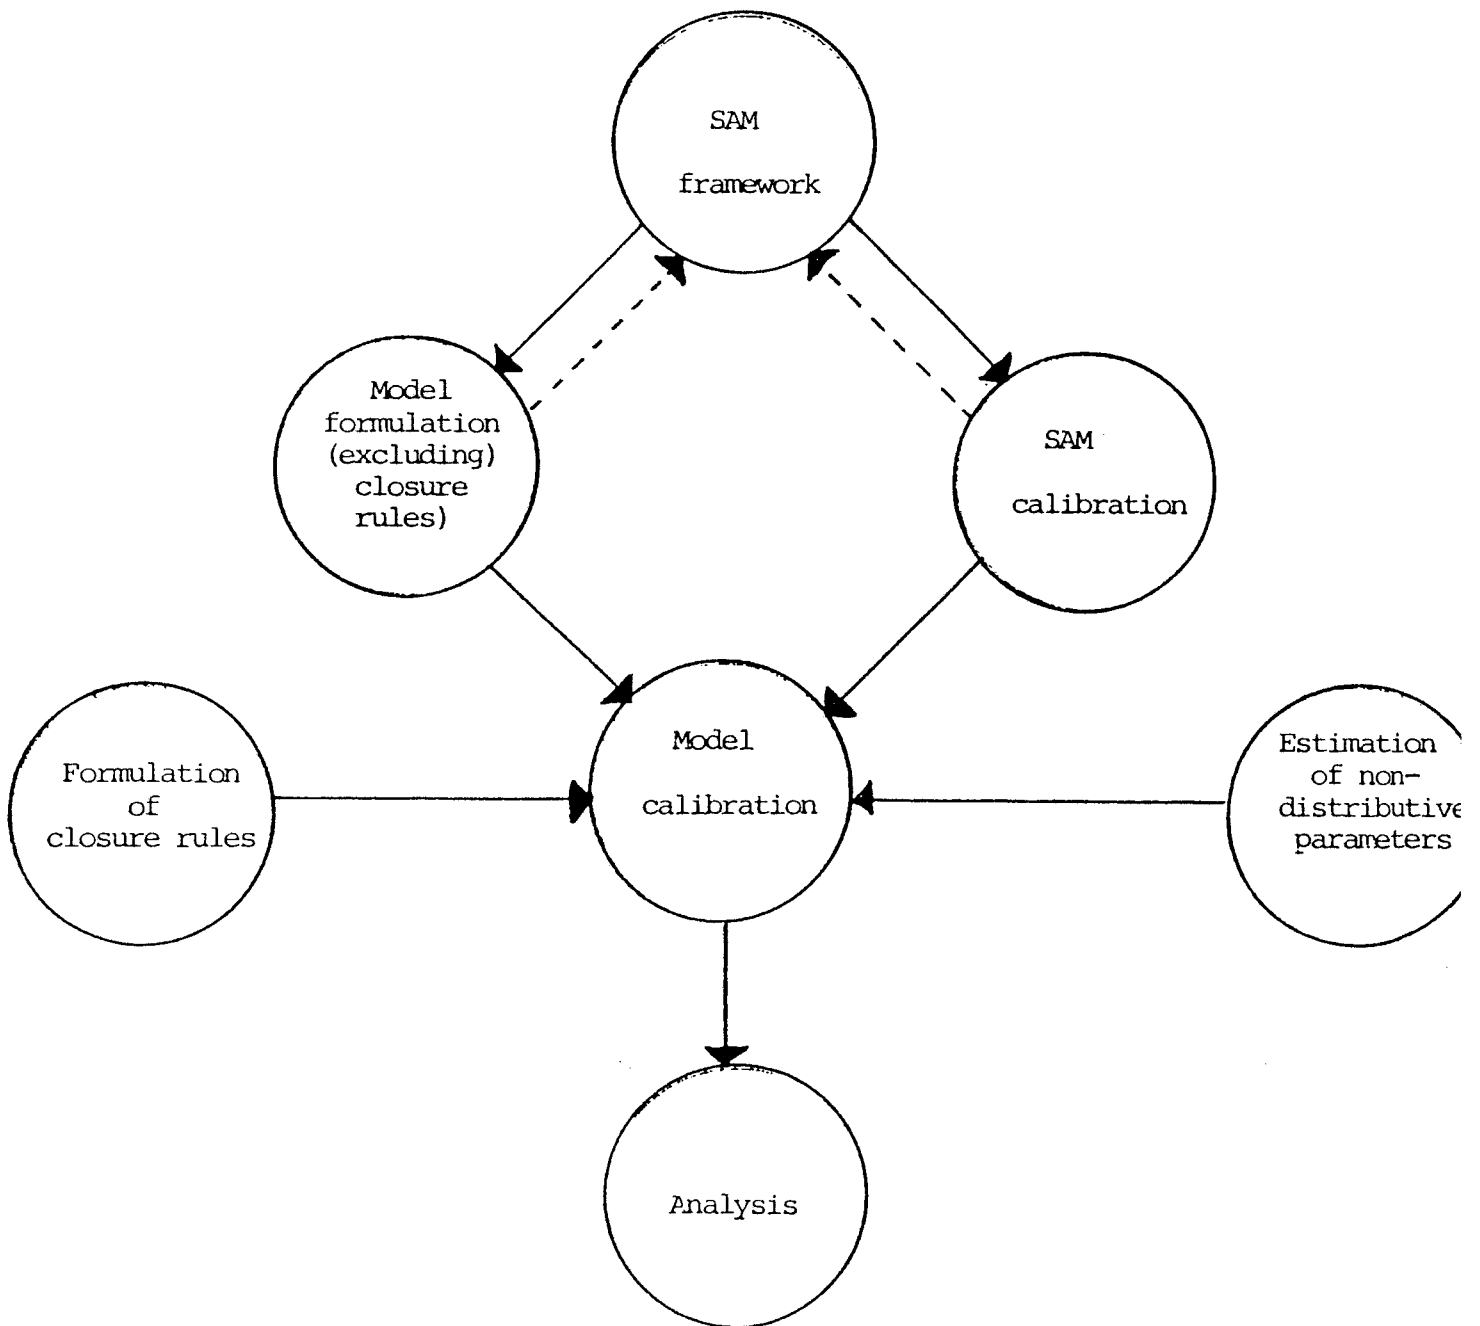 SAM
framework
Model
formulation
(excluding)
closure
rules)
SAM
calibration
Formulation
of
closure rules
Model
calibration
Estimation
of non-
distributive
parameters
Analysis